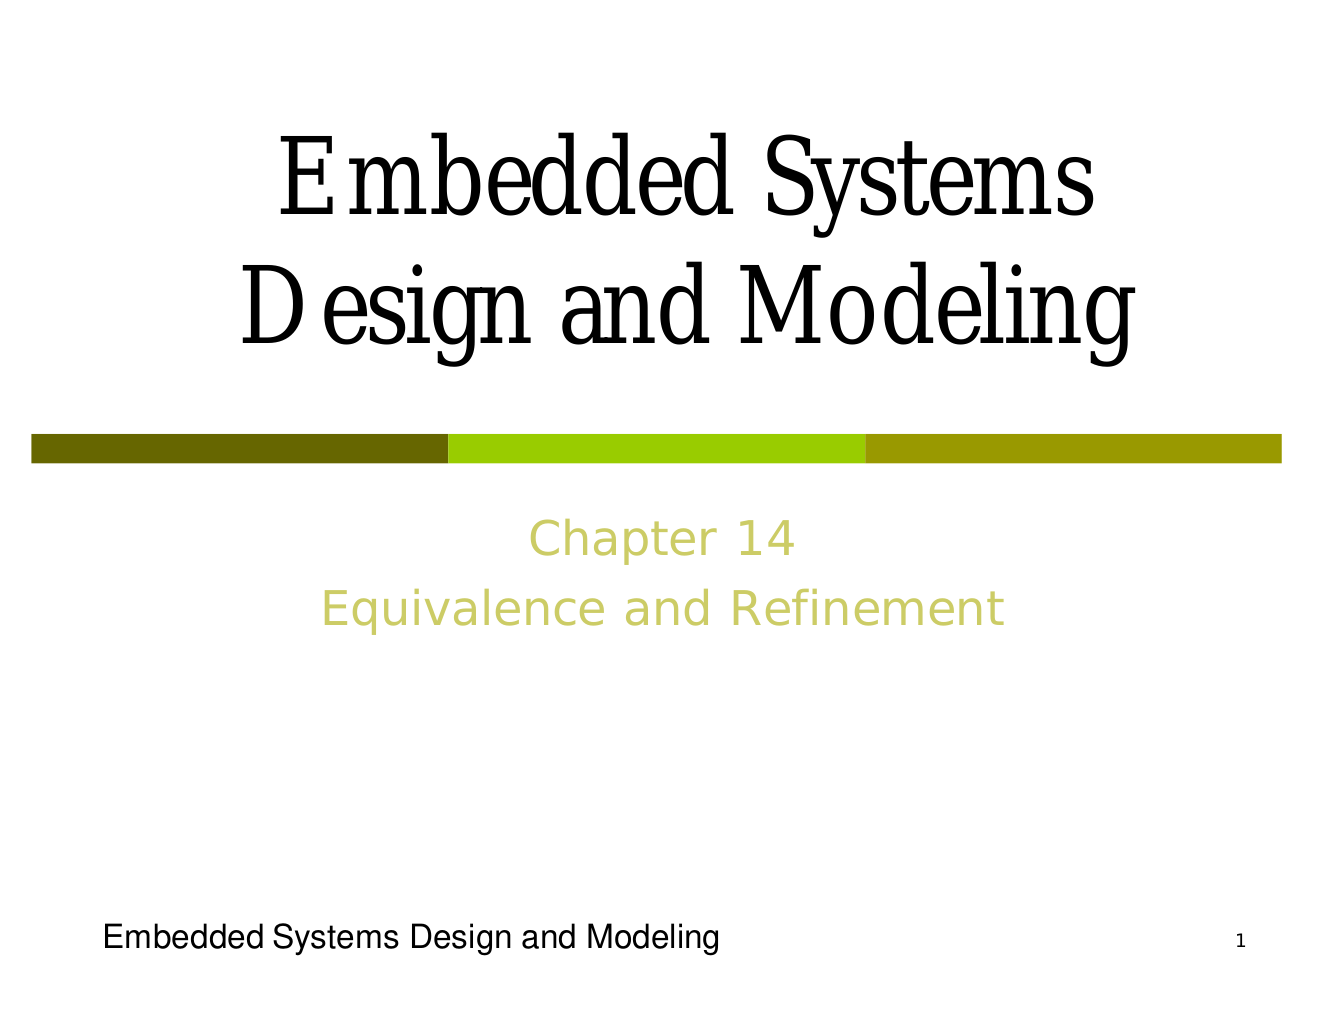 Embedded Systems
Design and Modeling
Chapter 14
Equivalence and Refinement
Embedded Systems Design and Modeling
1